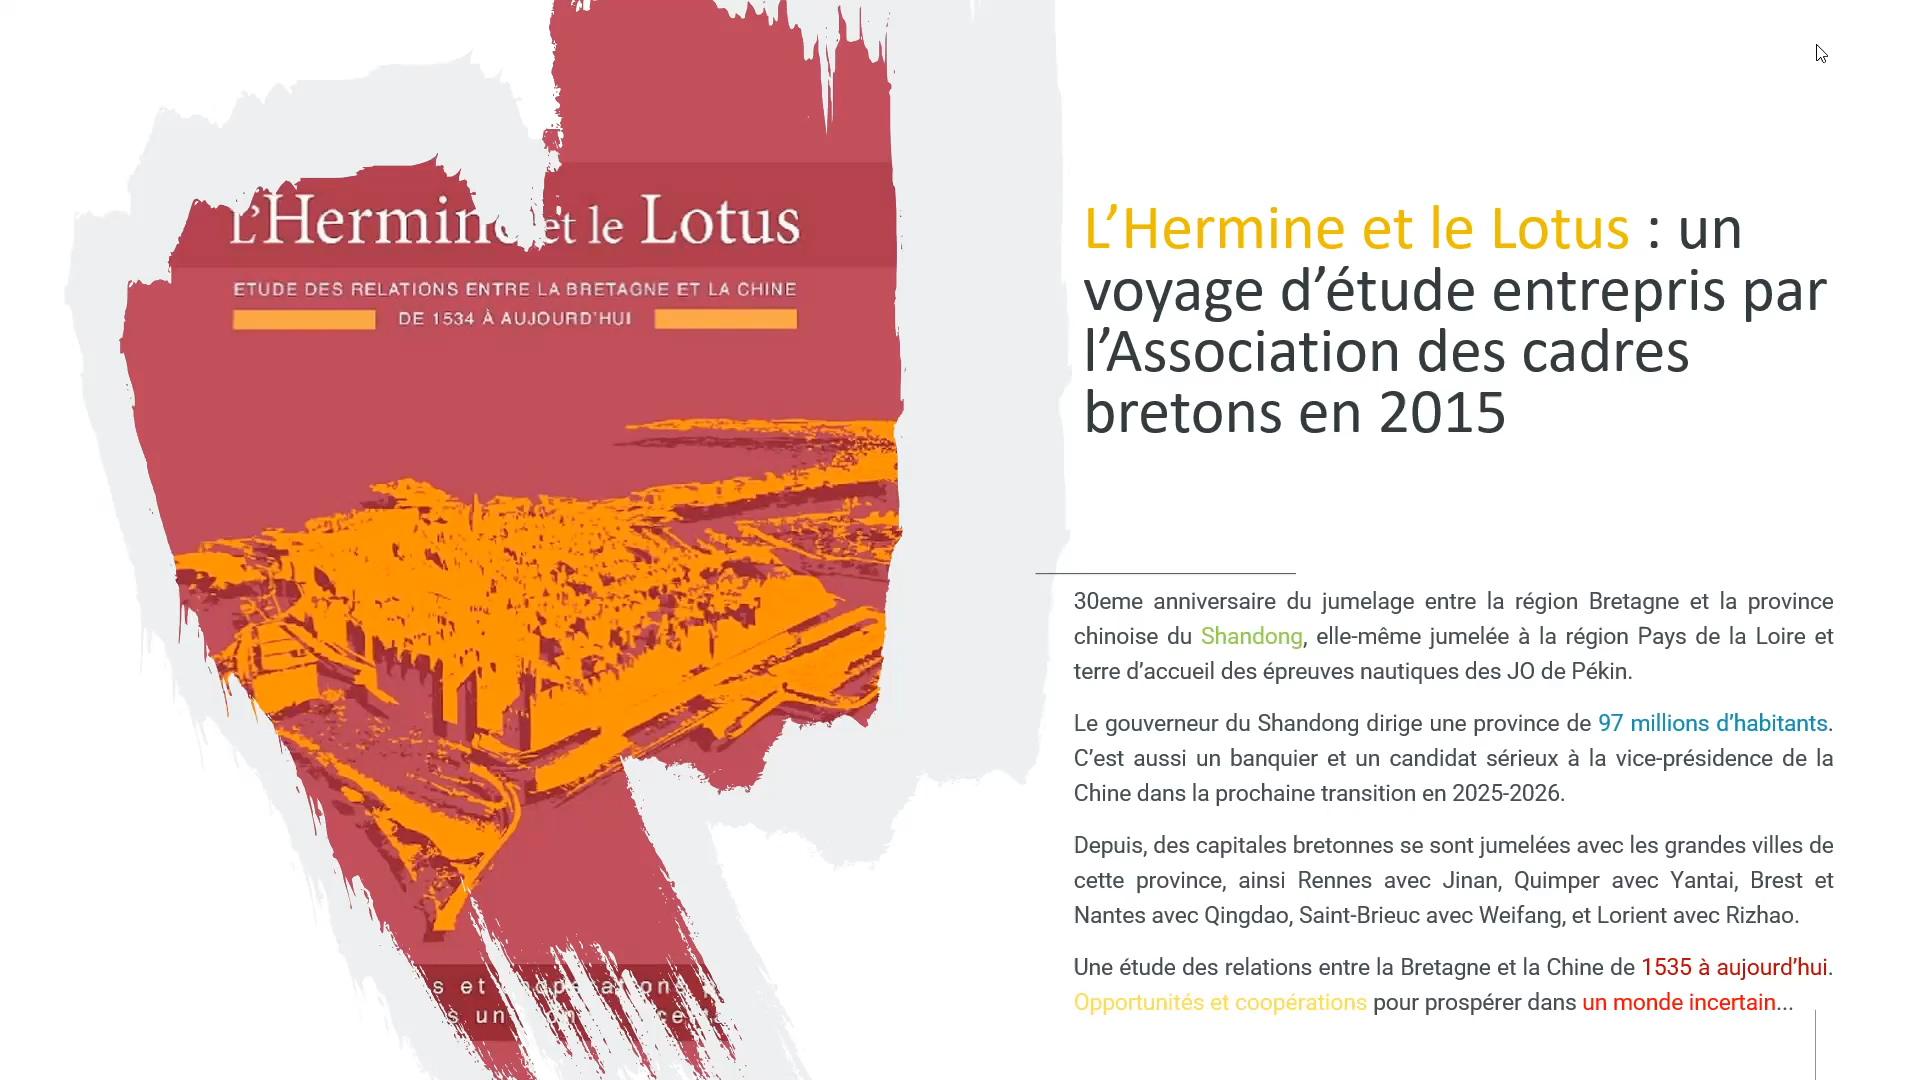 L'Hermine et le Lotus
ETUDE DES RELATIONS ENTRE LA BRETAGNE ET LA CHINE
DE 1534 À AUJOURD'HUI
L’Hermine et le Lotus : un
voyage d’étude entrepris par
l’Association des cadres
bretons en 2015
30eme anniversaire du jumelage entre la région Bretagne et la province
chinoise du Shandong, elle-même jumelée à la région Pays de la Loire et
terre d’accueil des épreuves nautiques des JO de Pékin.
Le gouverneur du Shandong dirige une province de 97 millions d’habitants.
C’est aussi un banquier et un candidat sérieux à la vice-présidence de la
Chine dans la prochaine transition en 2025-2026.
Depuis, des capitales bretonnes se sont jumelées avec les grandes villes de
cette province, ainsi Rennes avec Jinan, Quimper avec Yantai, Brest et
Nantes avec Qingdao, Saint-Brieuc avec Weifang, et Lorient avec Rizhao.
Une étude des relations entre la Bretagne et la Chine de 1535 à aujourd’hui.
Opportunités et coopérations pour prospérer dans un monde incertain...